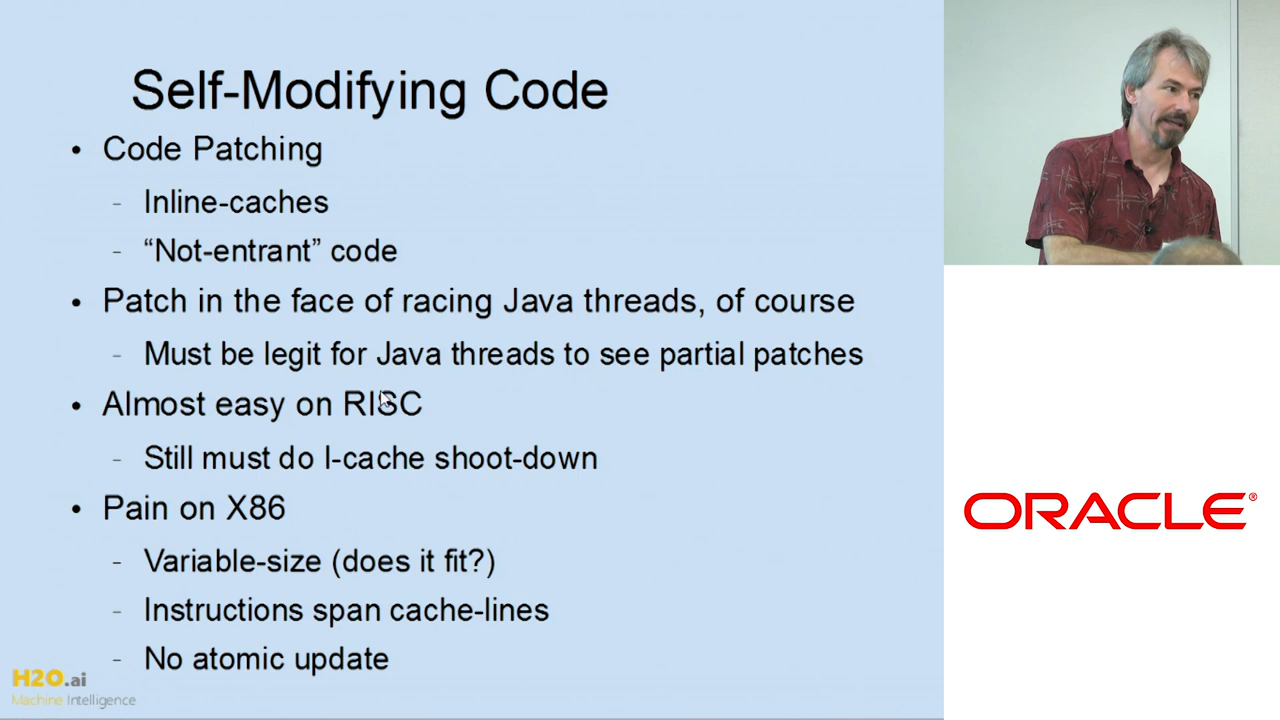 Self-Modifying Code
• Code Patching
- Inline-caches
- “Not-entrant” code
• Patch in the face of racing Java threads, of course
- Must be legit for Java threads to see partial patches
• Almost easy on RISC
- Still must do I-cache shoot-down
• Pain on X86
- Variable-size (does it fit?)
- Instructions span cache-lines
- No atomic update
H2O.ai
Machine Intelligence
ORACLE®